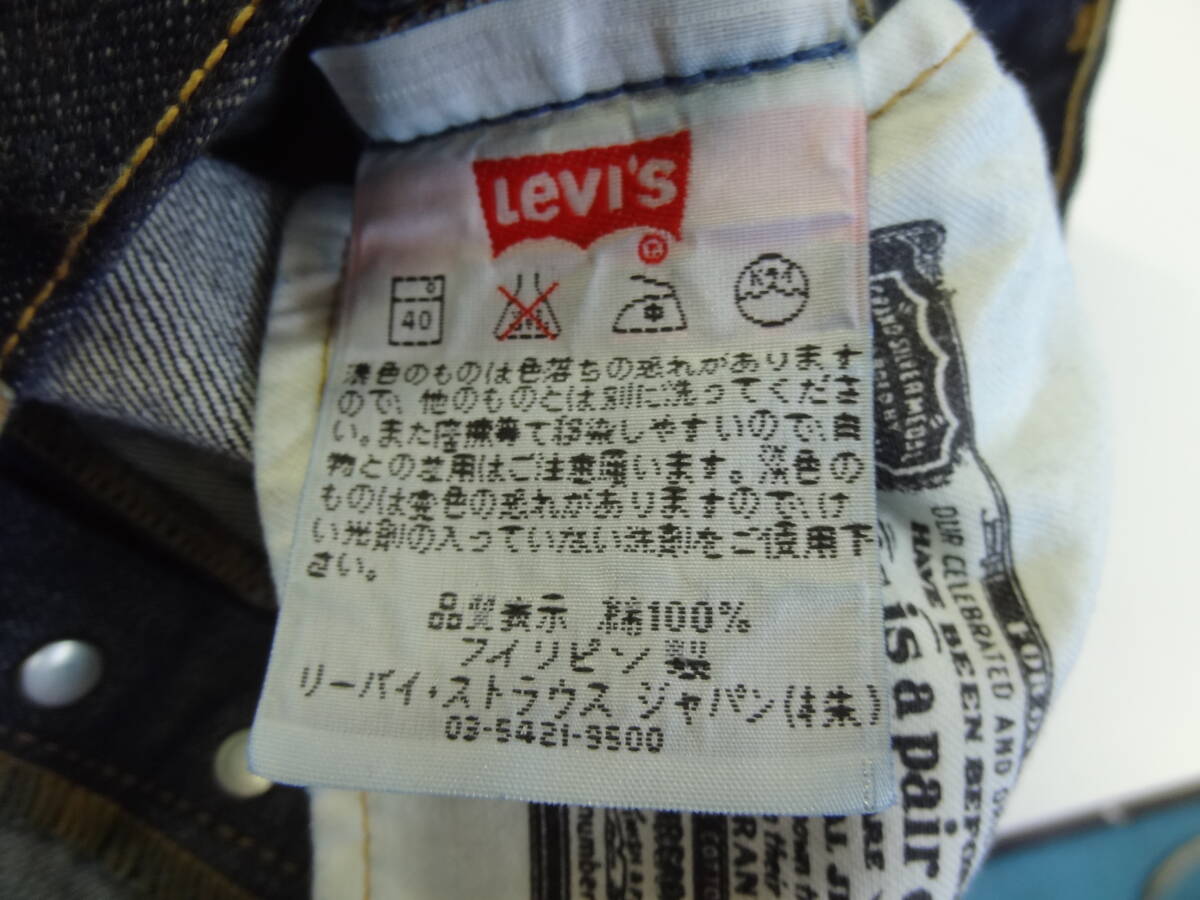 LEVI'S
®
40
ドライ
濃色のものは色落ちの恐れがあります
ので、他のものとは別に洗ってくださ
い。また摩擦等で移染しやすいので、白
物との着用はご注意願います。淡色の
ものは変色の恐れがありますので、け
い光剤の入っていない洗剤をご使用下
さい。
品質表示 綿100%
フィリピン製
リーバイ・ストラウス ジャパン(株)
03-5421-9500
OUR CELEBRATED AND
HAVE BEEN BEFOR
is a pair
number